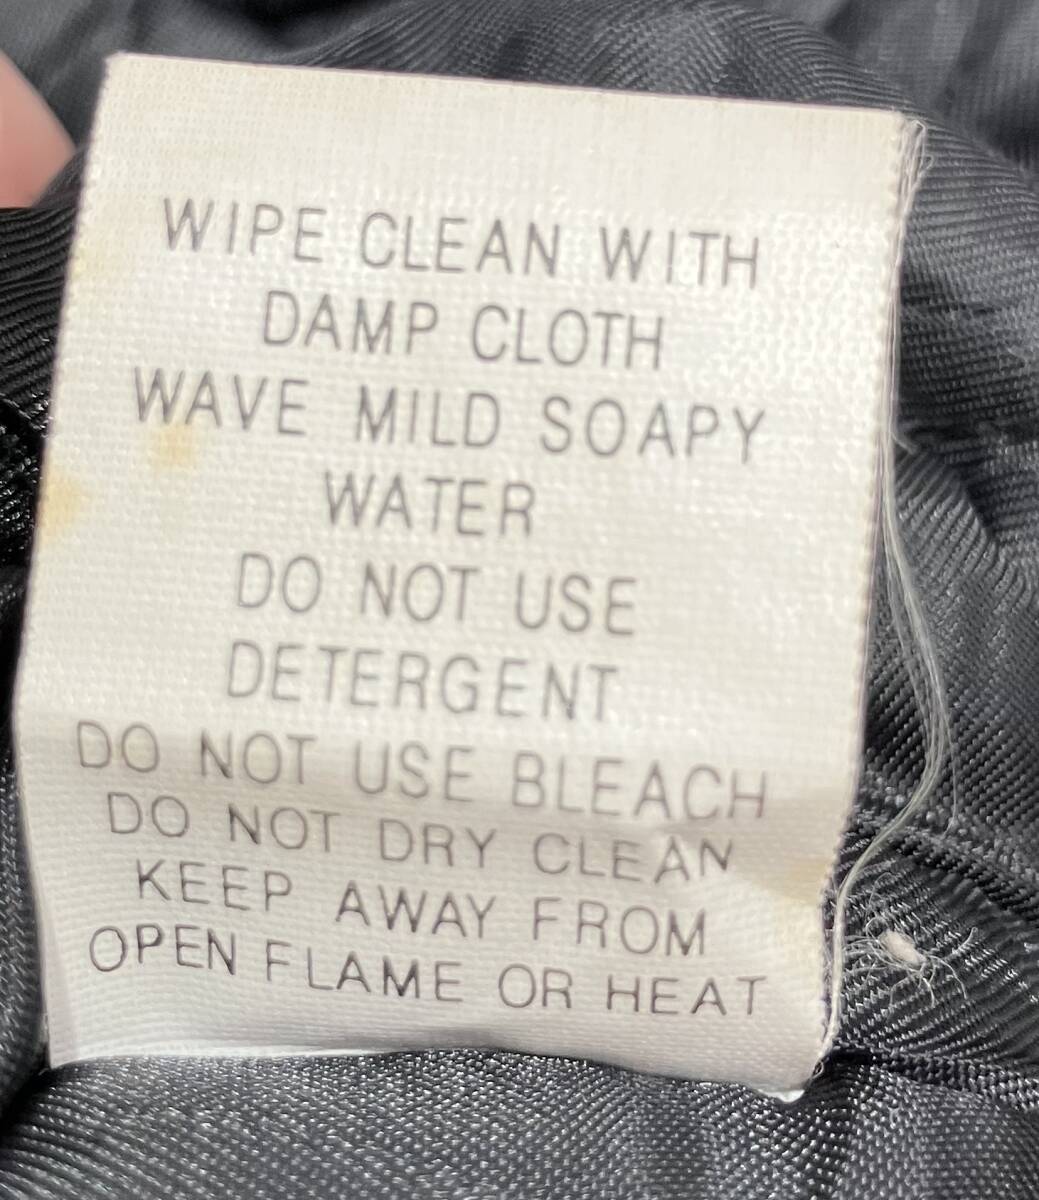 WIPE CLEAN WITH
DAMP CLOTH
WAVE MILD SOAPY
WATER
DO NOT USE
DETERGENT
DO NOT USE BLEACH
DO NOT DRY CLEAN
KEEP AWAY FROM
OPEN FLAME OR HEAT